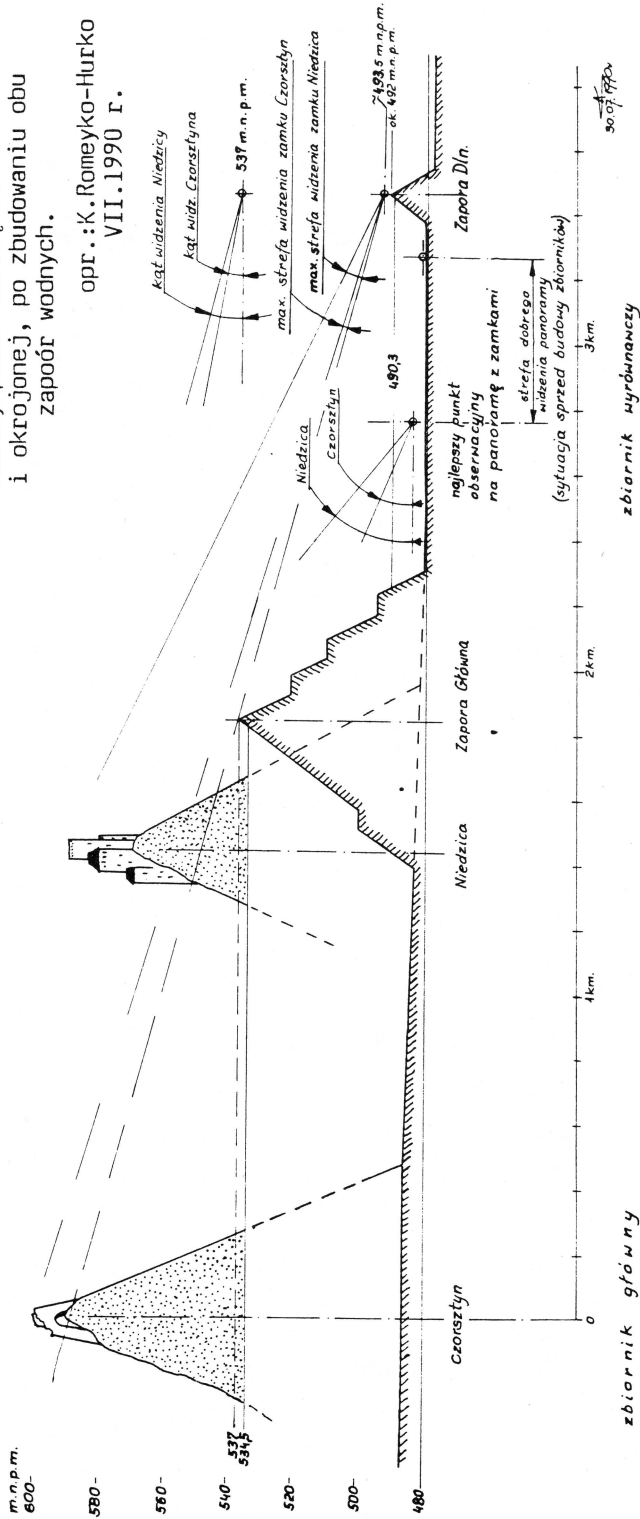 i okrojonej, po zbudowaniu obu
zapoór wodnych.
opr.:K.Romeyko-Hurko
VII.1990 r.
m.n.p.m.
600-
580-
560-
540-
537
534,5
520-
500-
480-
kąt widzenia Niedzicy
kąt widz. Czorsztyna
537 m.n.p.m.
max. strefa widzenia zamku Czorsztyn
max. strefa widzenia zamku Niedzica
~493.5 m n.p.m.
ok. 492 m.n.p.m.
490,3
Niedzica
Czorsztyn
najlepszy punkt
obserwacyjny
na panoramę z zamkami
strefa dobrego
widzenia panoramy
(sytuacja sprzed budowy zbiorników)
Czorsztyn
Niedzica
Zapora Główna
Zapora Dln.
0
1km.
2km.
3km.
zbiornik główny
zbiornik wyrównawczy
30.07.1990r